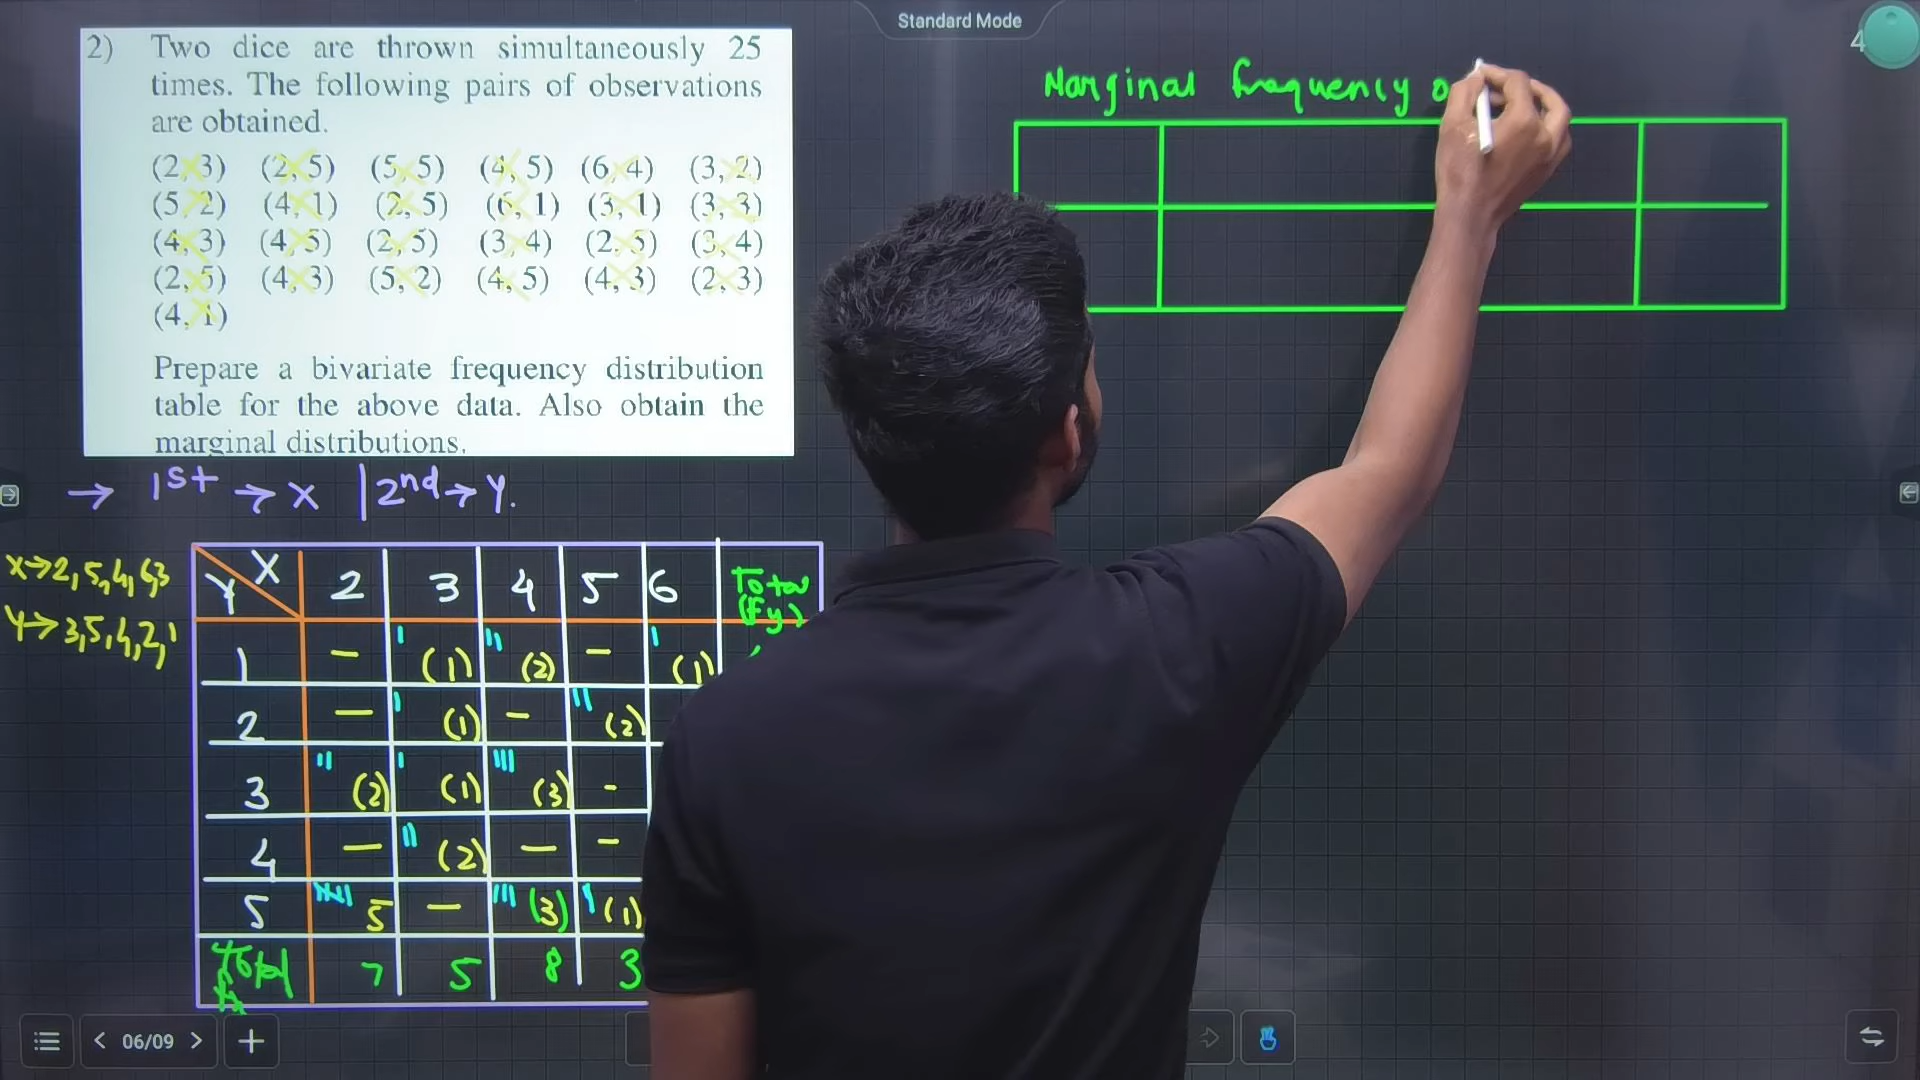 Standard Mode
4
2) Two dice are thrown simultaneously 25
times. The following pairs of observations
are obtained.
(2, 3) (2, 5) (5, 5) (4, 5) (6, 4) (3, 2)
(5, 2) (4, 1) (2, 5) (6, 1) (3, 1) (3, 3)
(4, 3) (4, 5) (2, 5) (3, 4) (2, 5) (3, 4)
(2, 5) (4, 3) (5, 2) (4, 5) (4, 3) (2, 3)
(4, 1)
Prepare a bivariate frequency distribution
table for the above data. Also obtain the
marginal distributions.
→ 1st → X | 2nd → Y.
X→2,5,4,6,3
Y→3,5,4,2,1
Y X 2 3 4 5 6 Total
(fy)
1 – | (1) || (2) – | (1)
2 – | (1) – || (2)
3 || (2) | (1) ||| (3) -
4 – || (2) – –
5 5 – ||| (3) | (1)
Total 7 5 8 3
Marginal frequency o
06/09